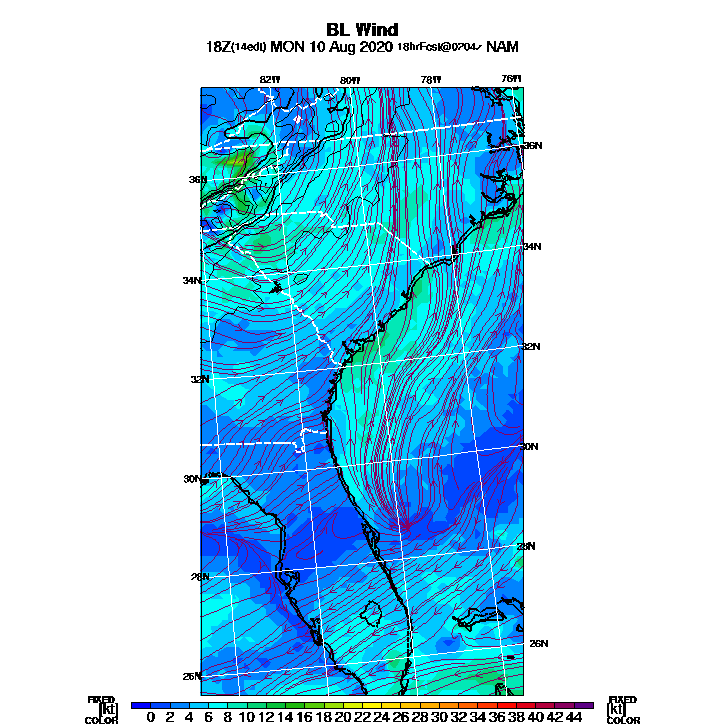 BL Wind
18Z(14edt) MON 10 Aug 2020 18hrFcst@0204z NAM
82W 80W 78W 76W
36N
36N
34N
34N
32N
32N
30N
30N
28N
28N
26N
26N
FIXED FIXED
[kt] 0 2 4 6 8 10 12 14 16 18 20 22 24 26 28 30 32 34 36 38 40 42 44 [kt]
COLOR COLOR